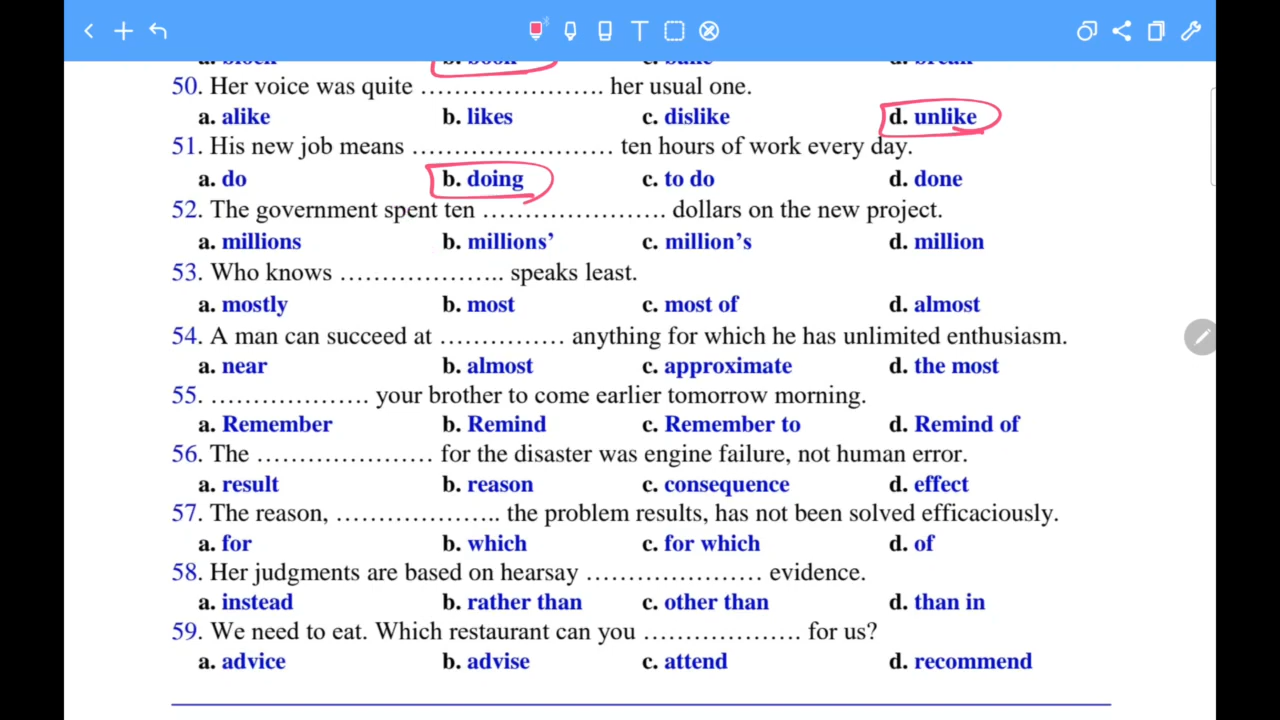 50. Her voice was quite …………………. her usual one.
a. alike b. likes c. dislike d. unlike
51. His new job means …………………… ten hours of work every day.
a. do b. doing c. to do d. done
52. The government spent ten …………………. dollars on the new project.
a. millions b. millions’ c. million’s d. million
53. Who knows ……………….. speaks least.
a. mostly b. most c. most of d. almost
54. A man can succeed at …………… anything for which he has unlimited enthusiasm.
a. near b. almost c. approximate d. the most
55. ………………. your brother to come earlier tomorrow morning.
a. Remember b. Remind c. Remember to d. Remind of
56. The ………………… for the disaster was engine failure, not human error.
a. result b. reason c. consequence d. effect
57. The reason, ……………….. the problem results, has not been solved efficaciously.
a. for b. which c. for which d. of
58. Her judgments are based on hearsay ………………… evidence.
a. instead b. rather than c. other than d. than in
59. We need to eat. Which restaurant can you ………………. for us?
a. advice b. advise c. attend d. recommend